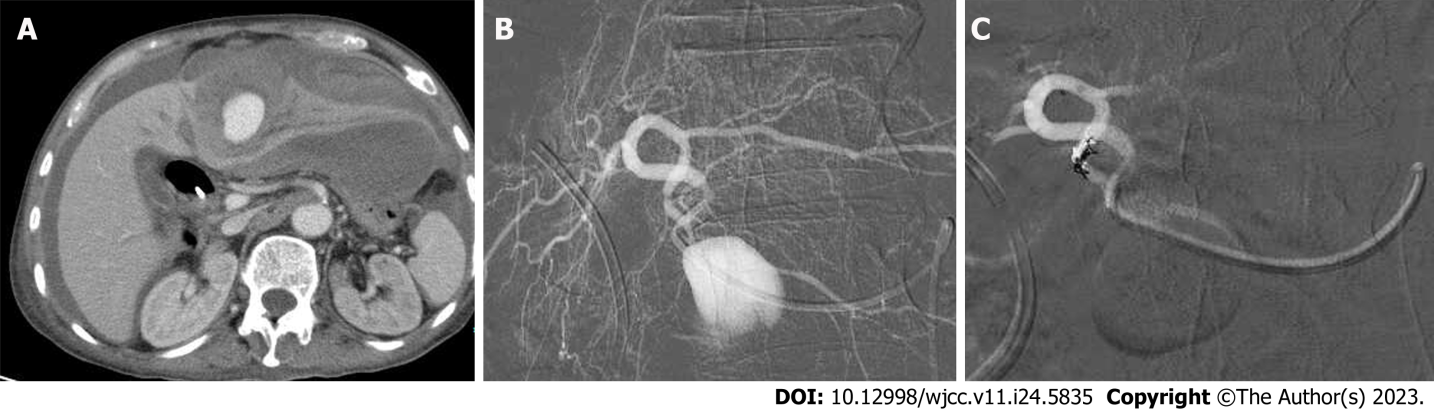 A
B
C
DOI: 10.12998/wjcc.v11.i24.5835 Copyright ©The Author(s) 2023.